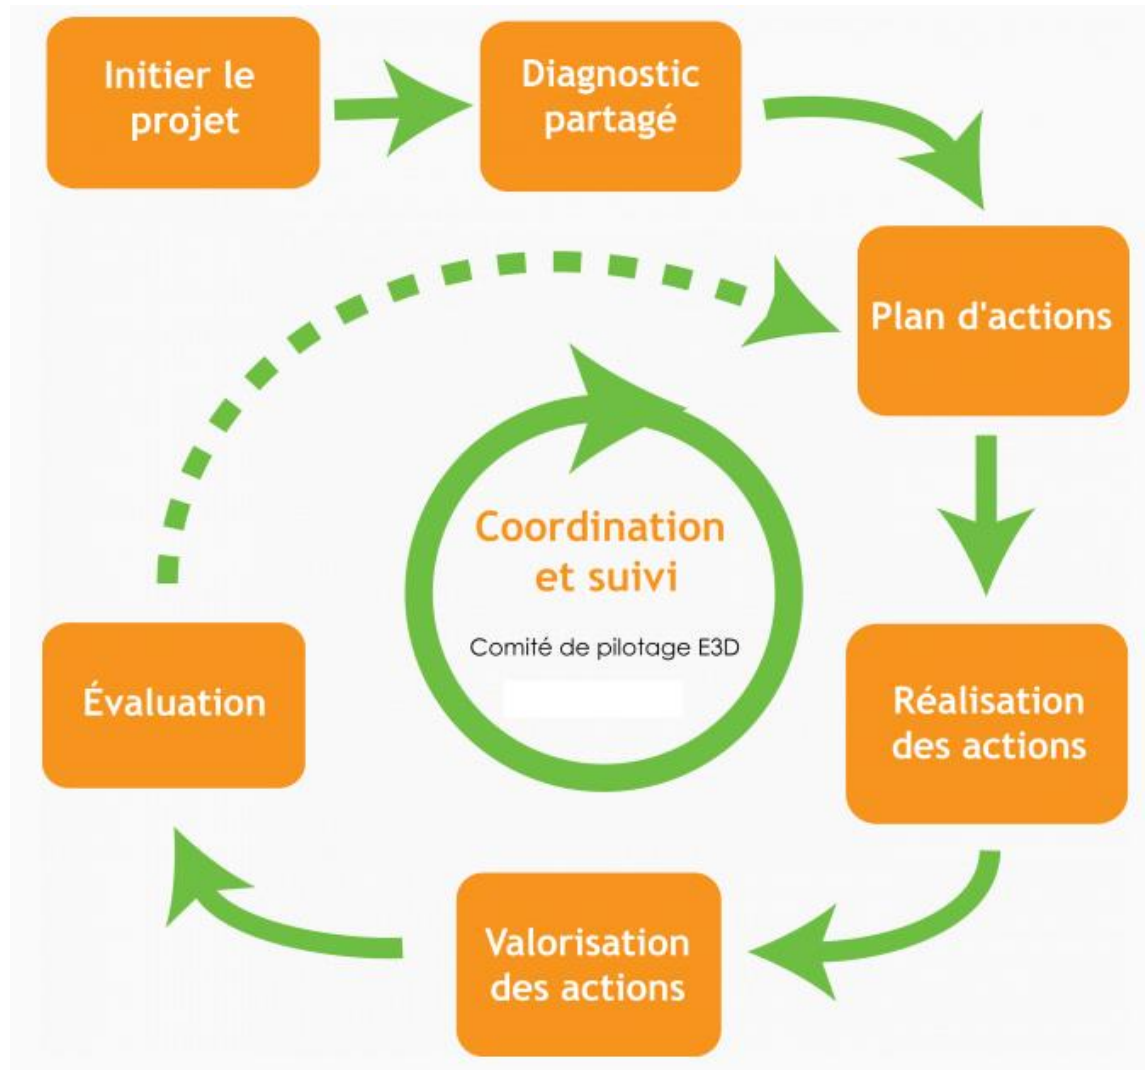 Initier le
projet
Diagnostic
partagé
Plan d'actions
Coordination
et suivi
Comité de pilotage E3D
Évaluation
Réalisation
des actions
Valorisation
des actions